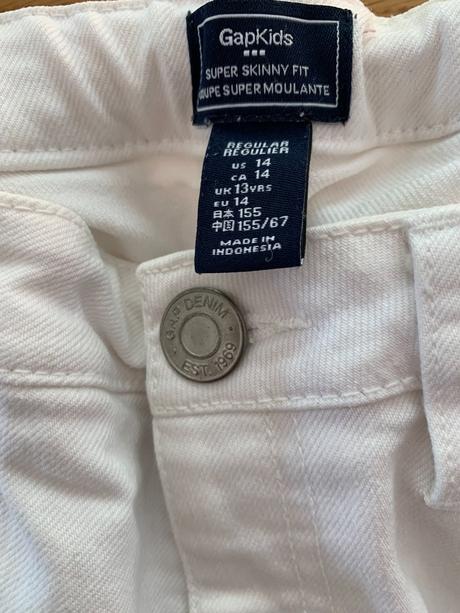 GapKids
SUPER SKINNY FIT
COUPE SUPER MOULANTE
REGULAR
RÉGULIER
US 14
CA 14
UK 13YRS
EU 14
日本 155
中国 155/67
MADE IN
INDONESIA
· GAP DENIM ·
EST. 1969